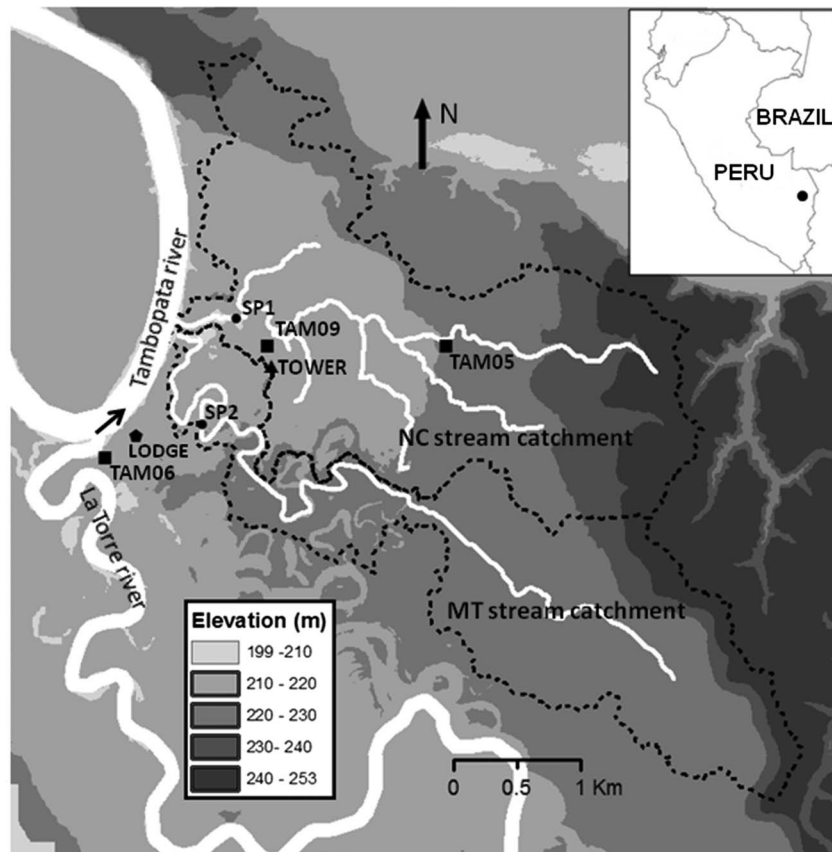 N
BRAZIL
PERU
Tambopata river
SP1
TAM09
TOWER
TAM05
SP2
LODGE
TAM06
NC stream catchment
La Torre river
MT stream catchment
Elevation (m)
199 -210
210 - 220
220 - 230
230- 240
240 - 253
0 0.5 1 Km